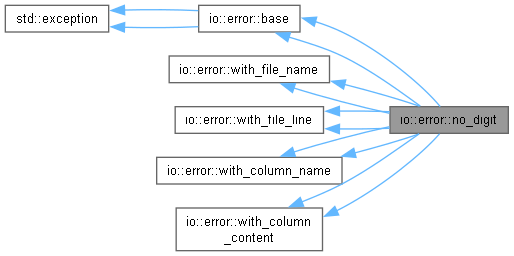 std::exception
io::error::base
io::error::with_file_name
io::error::with_file_line
io::error::no_digit
io::error::with_column_name
io::error::with_column
_content